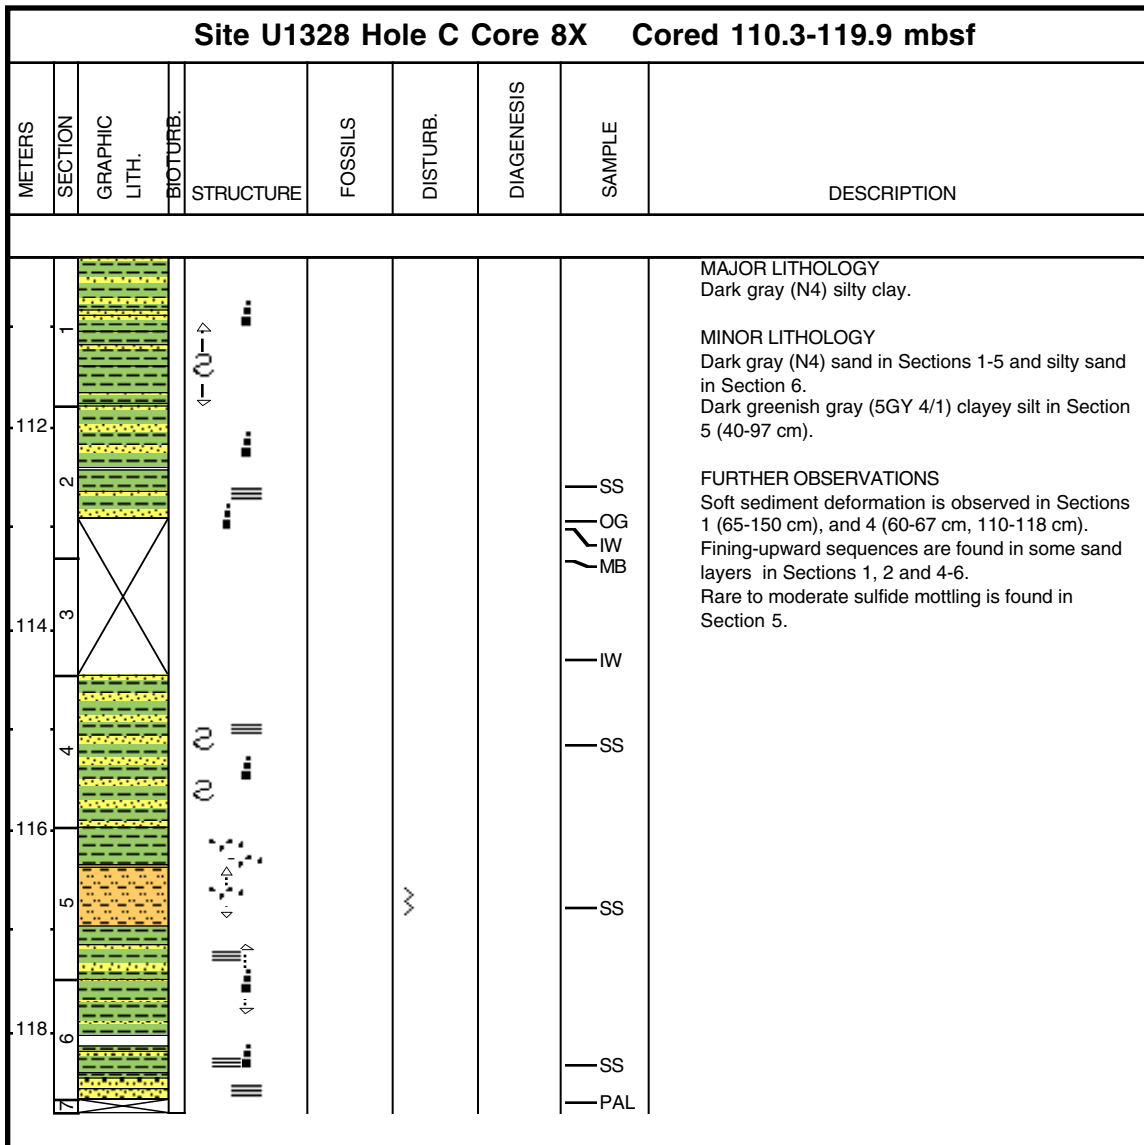 Site U1328 Hole C Core 8X Cored 110.3-119.9 mbsf
METERS
SECTION
GRAPHIC
LITH.
BIOTURB.
STRUCTURE
FOSSILS
DISTURB.
DIAGENESIS
SAMPLE
DESCRIPTION
MAJOR LITHOLOGY
Dark gray (N4) silty clay.
MINOR LITHOLOGY
Dark gray (N4) sand in Sections 1-5 and silty sand
in Section 6.
Dark greenish gray (5GY 4/1) clayey silt in Section
5 (40-97 cm).
FURTHER OBSERVATIONS
Soft sediment deformation is observed in Sections
1 (65-150 cm), and 4 (60-67 cm, 110-118 cm).
Fining-upward sequences are found in some sand
layers in Sections 1, 2 and 4-6.
Rare to moderate sulfide mottling is found in
Section 5.
1
112
2
SS
OG
IW
MB
3
114
IW
4
SS
116
5
SS
118
6
SS
7
PAL